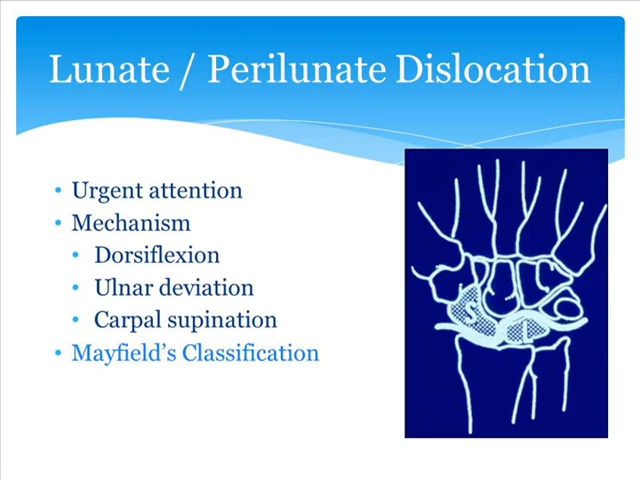 Lunate / Perilunate Dislocation
• Urgent attention
• Mechanism
• Dorsiflexion
• Ulnar deviation
• Carpal supination
• Mayfield’s Classification
S L